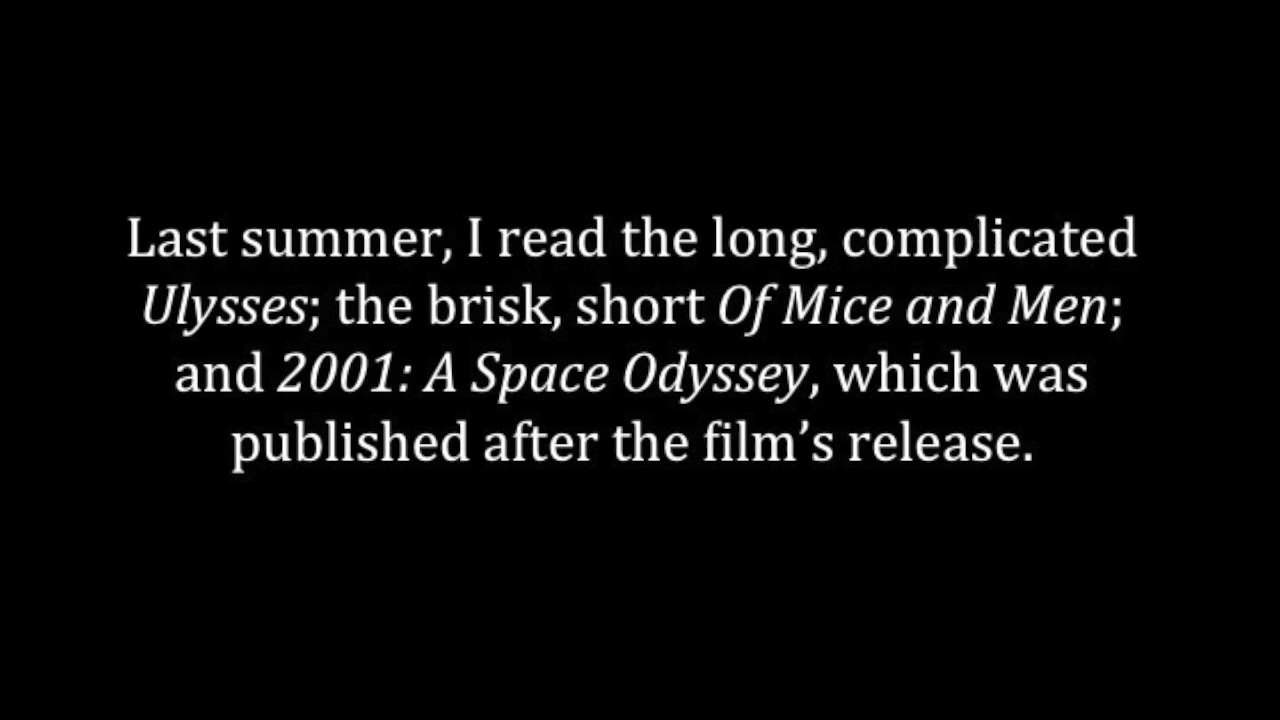 Last summer, I read the long, complicated
Ulysses; the brisk, short Of Mice and Men;
and 2001: A Space Odyssey, which was
published after the film’s release.